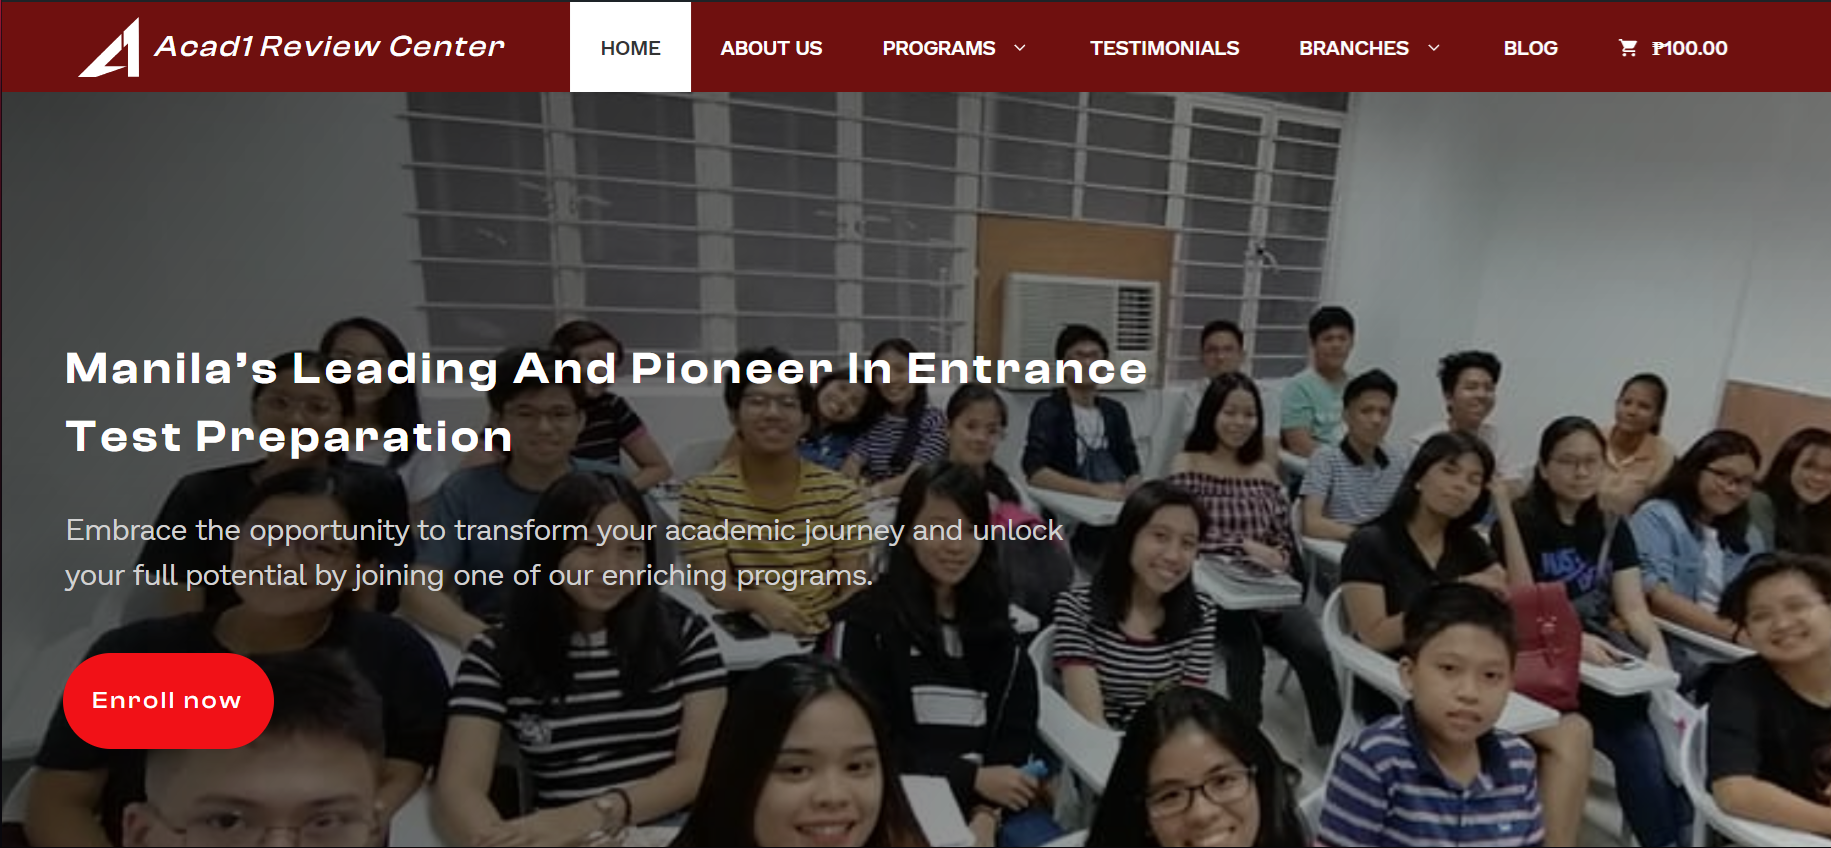 Acad1 Review Center
HOME
ABOUT US
PROGRAMS
TESTIMONIALS
BRANCHES
BLOG
₱100.00
Manila’s Leading And Pioneer In Entrance
Test Preparation
Embrace the opportunity to transform your academic journey and unlock
your full potential by joining one of our enriching programs.
Enroll now